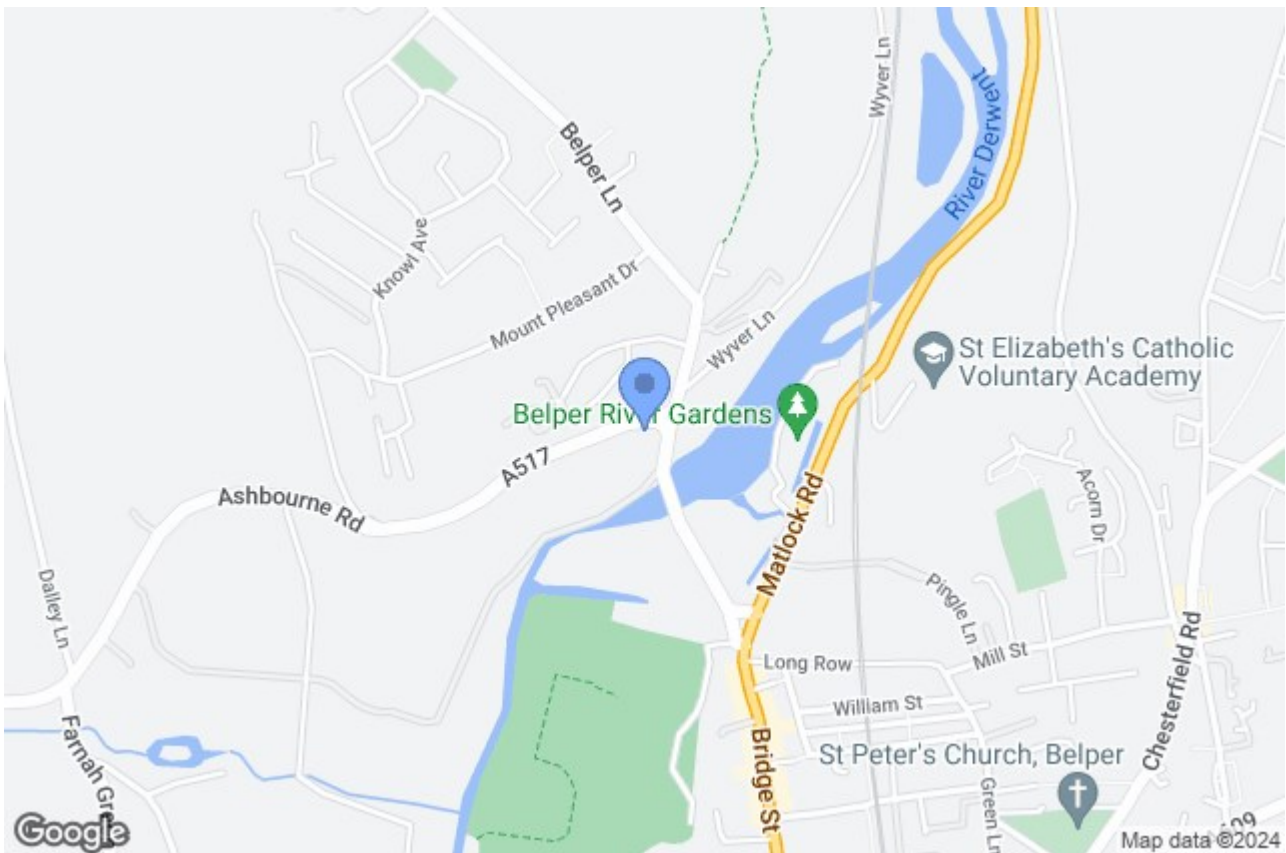 Wyver Ln
River Derwent
Belper Ln
Knowl Ave
Mount Pleasant Dr
Wyver Ln
St Elizabeth's Catholic
Voluntary Academy
Belper River Gardens
A517
Ashbourne Rd
Matlock Rd
Acorn Dr
Dalley Ln
Pingle Ln
Mill St
Chesterfield Rd
Long Row
William St
Farnah Gree
Bridge St
St Peter's Church, Belper
Green Ln
Google
Map data ©2024